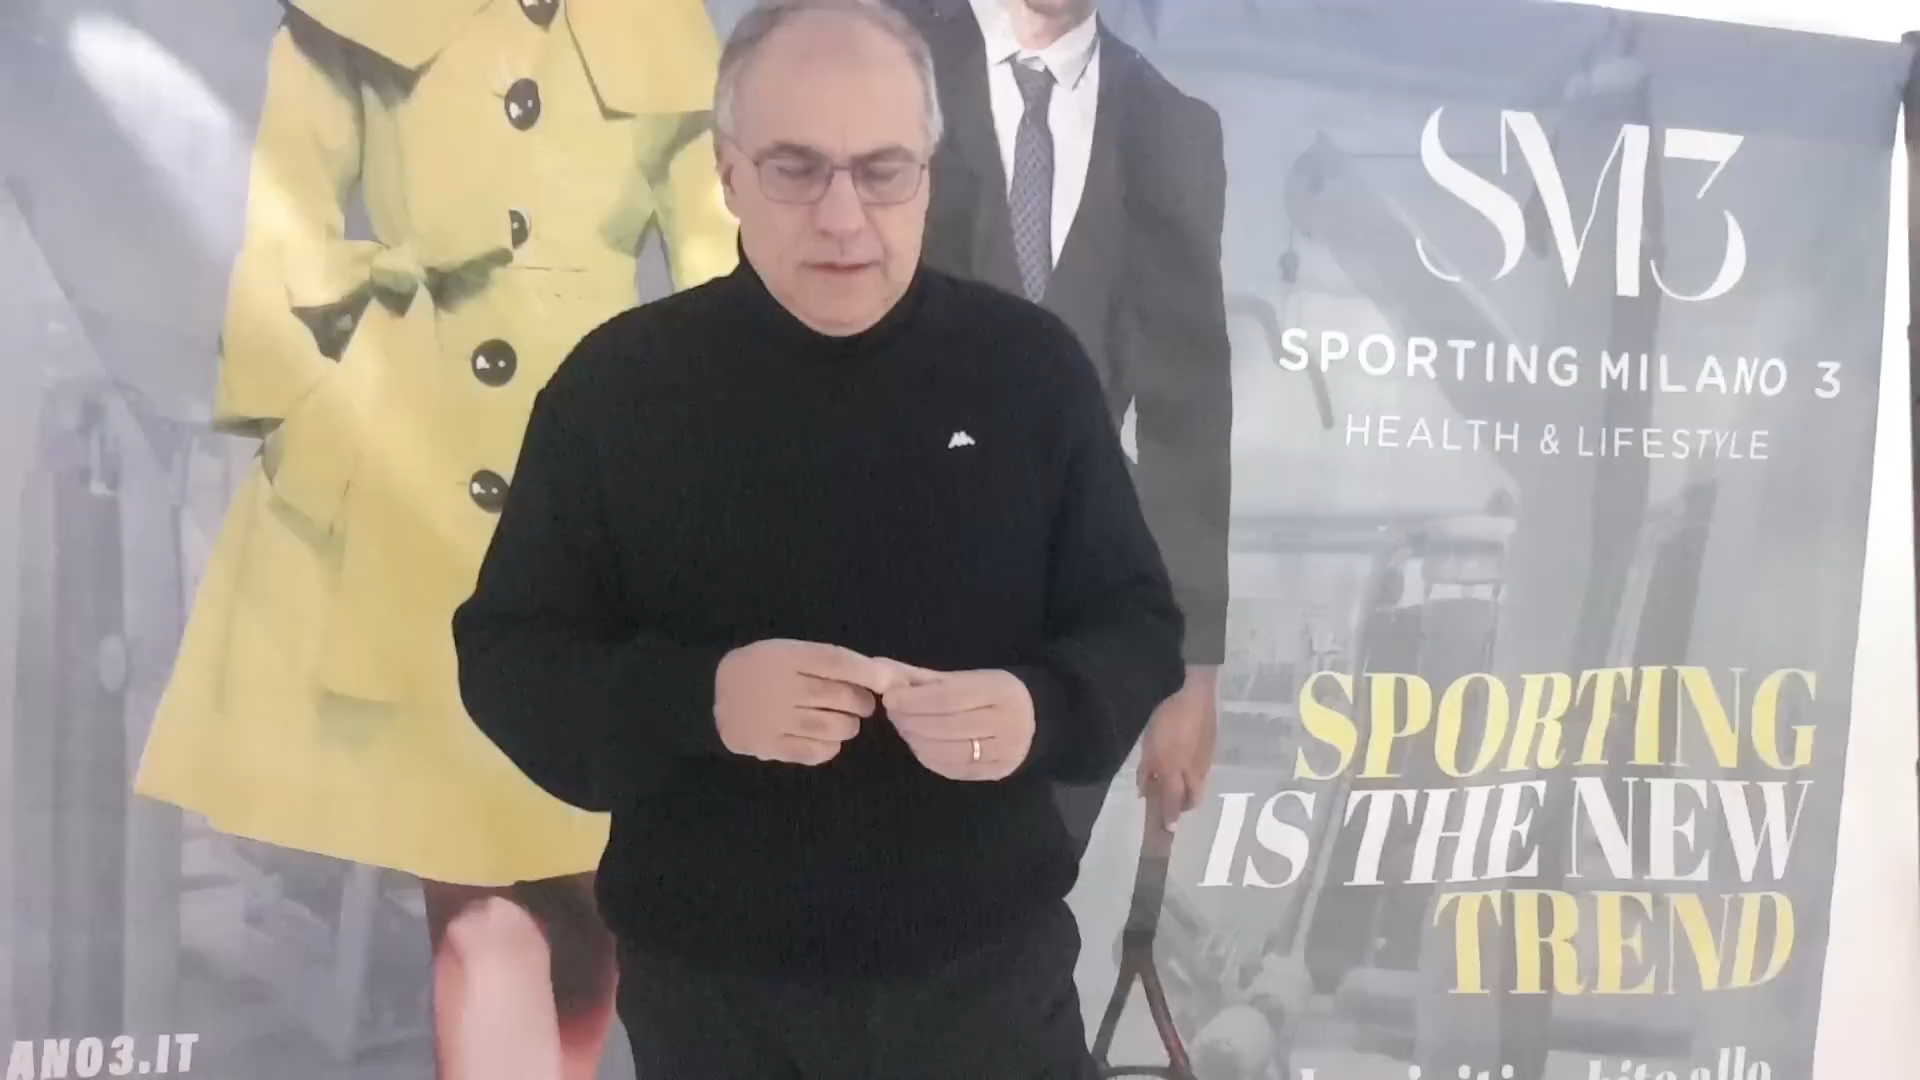 SM3
SPORTING MILANO 3
HEALTH & LIFESTYLE
SPORTING
IS THE NEW
TREND
ANO3.IT